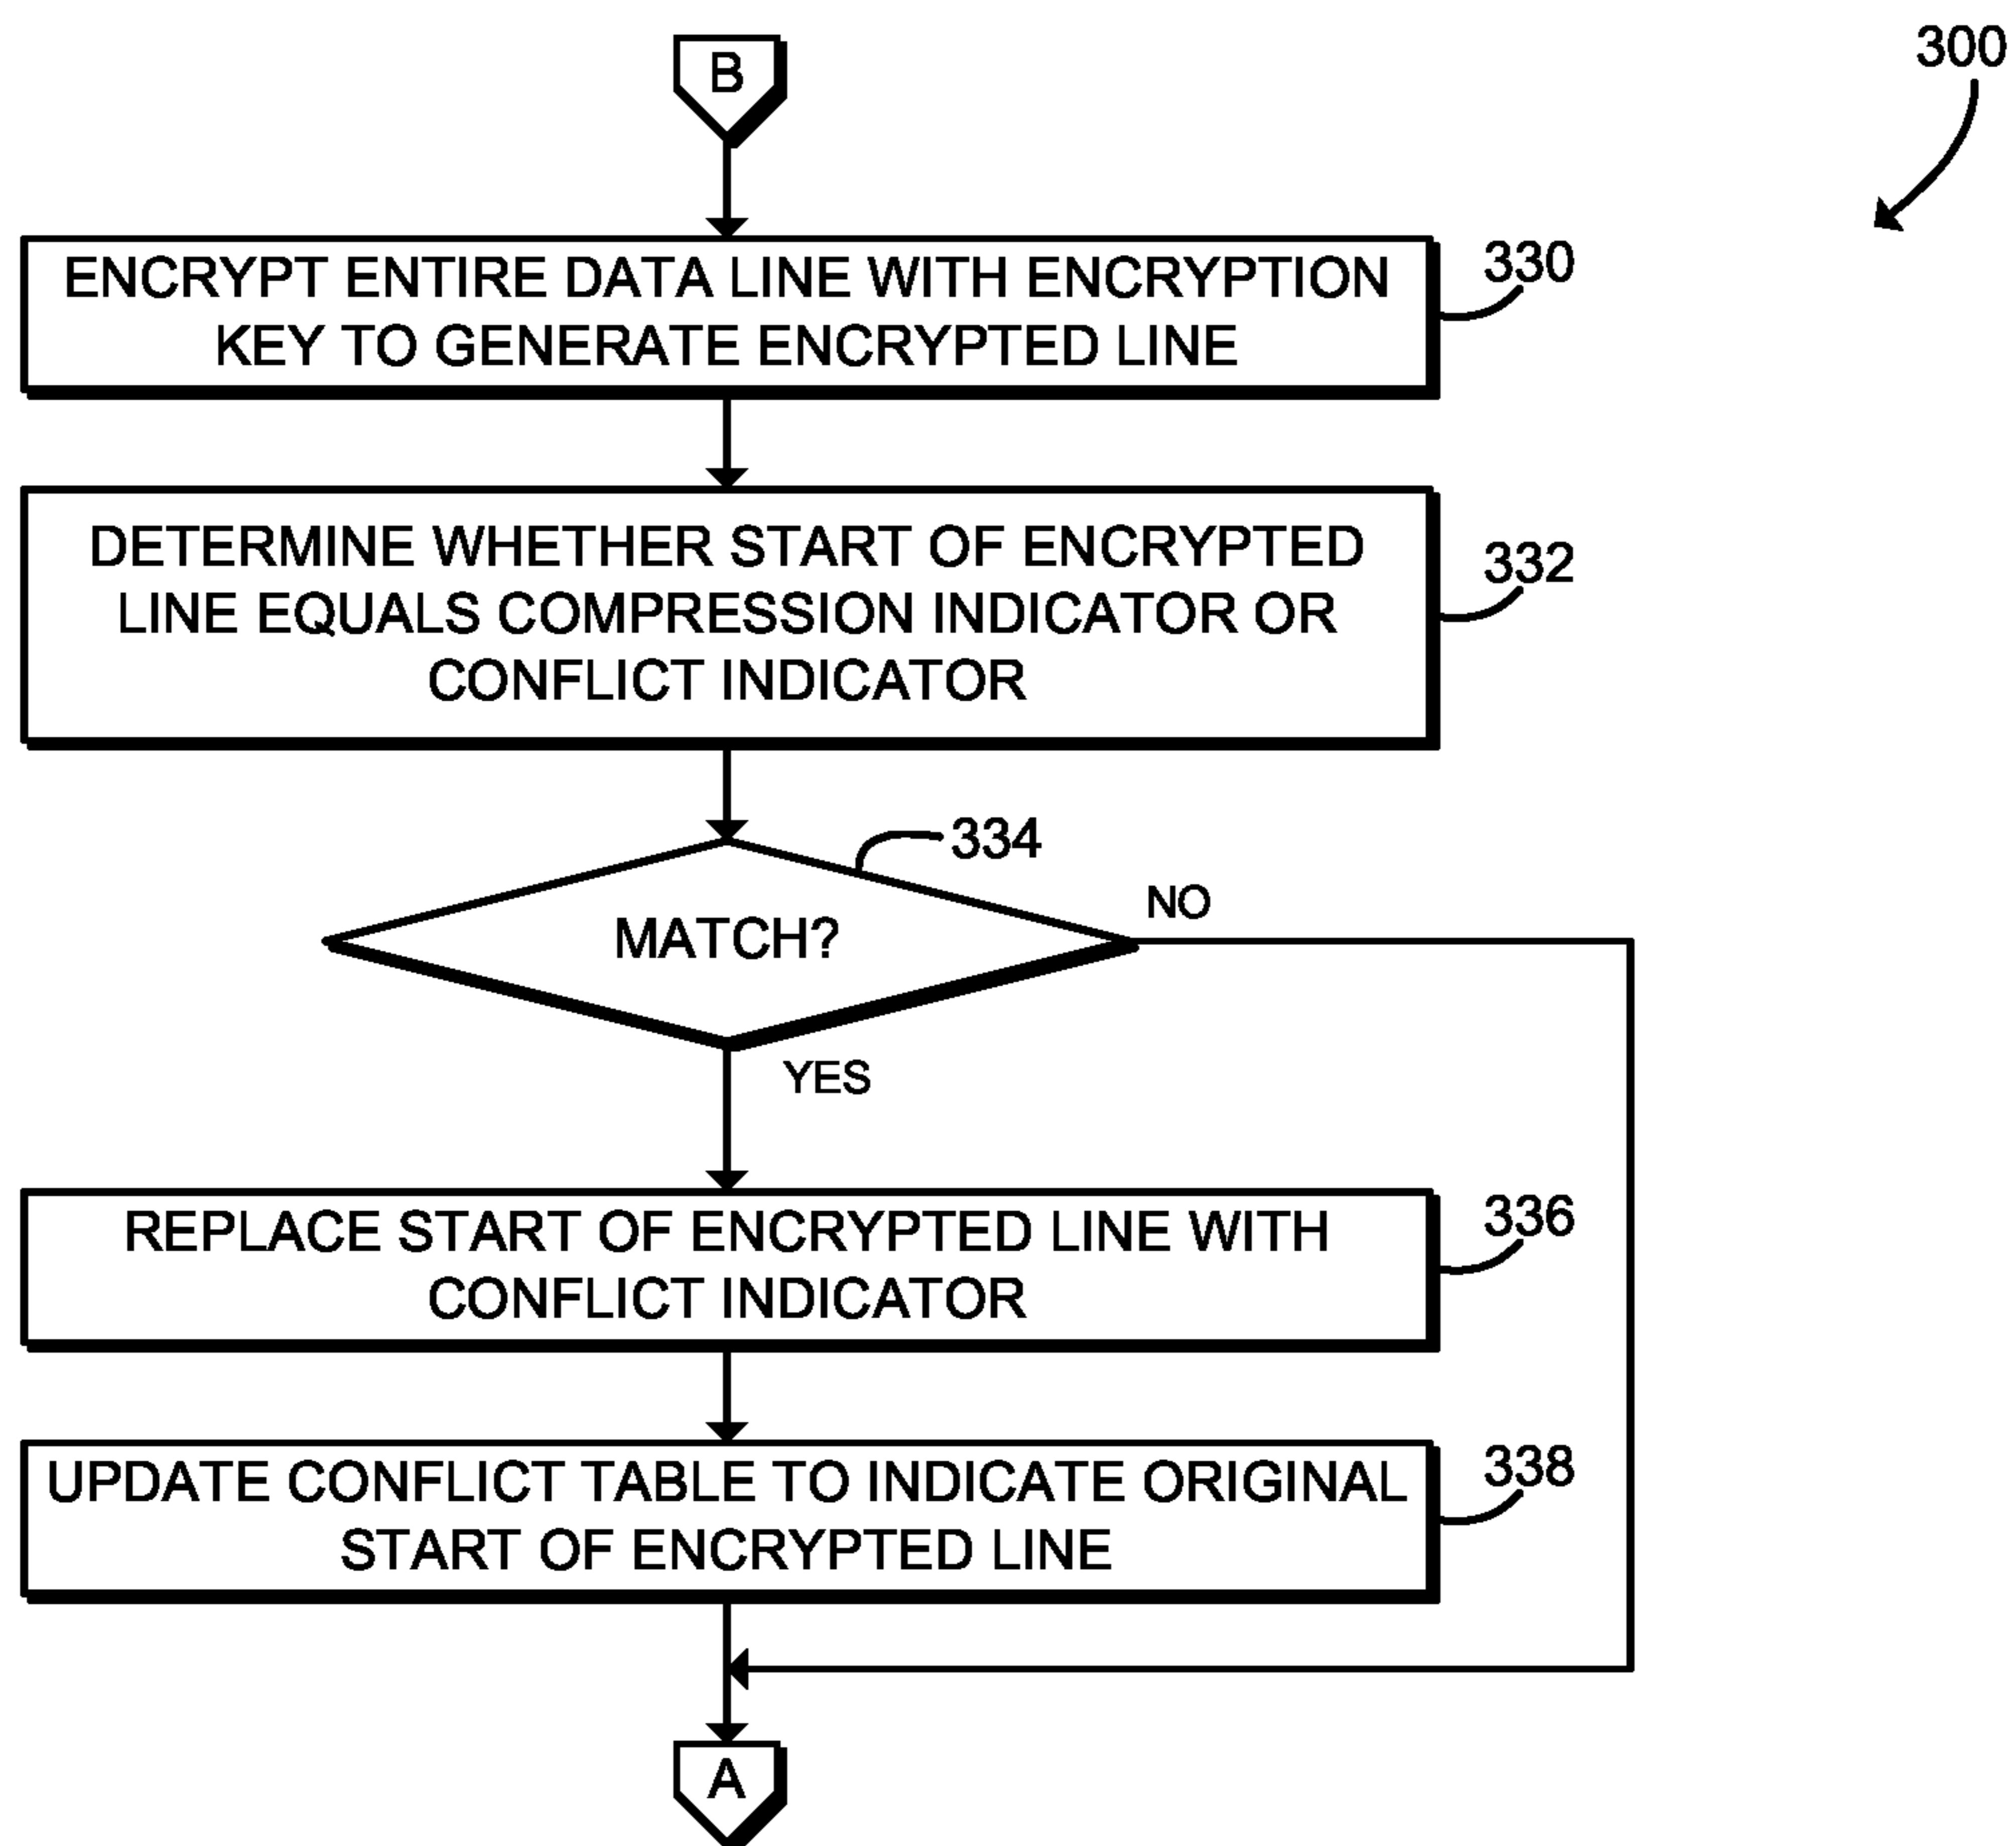 300
B
ENCRYPT ENTIRE DATA LINE WITH ENCRYPTION
KEY TO GENERATE ENCRYPTED LINE
330
DETERMINE WHETHER START OF ENCRYPTED
LINE EQUALS COMPRESSION INDICATOR OR
CONFLICT INDICATOR
332
334
MATCH?
NO
YES
REPLACE START OF ENCRYPTED LINE WITH
CONFLICT INDICATOR
336
UPDATE CONFLICT TABLE TO INDICATE ORIGINAL
START OF ENCRYPTED LINE
338
A